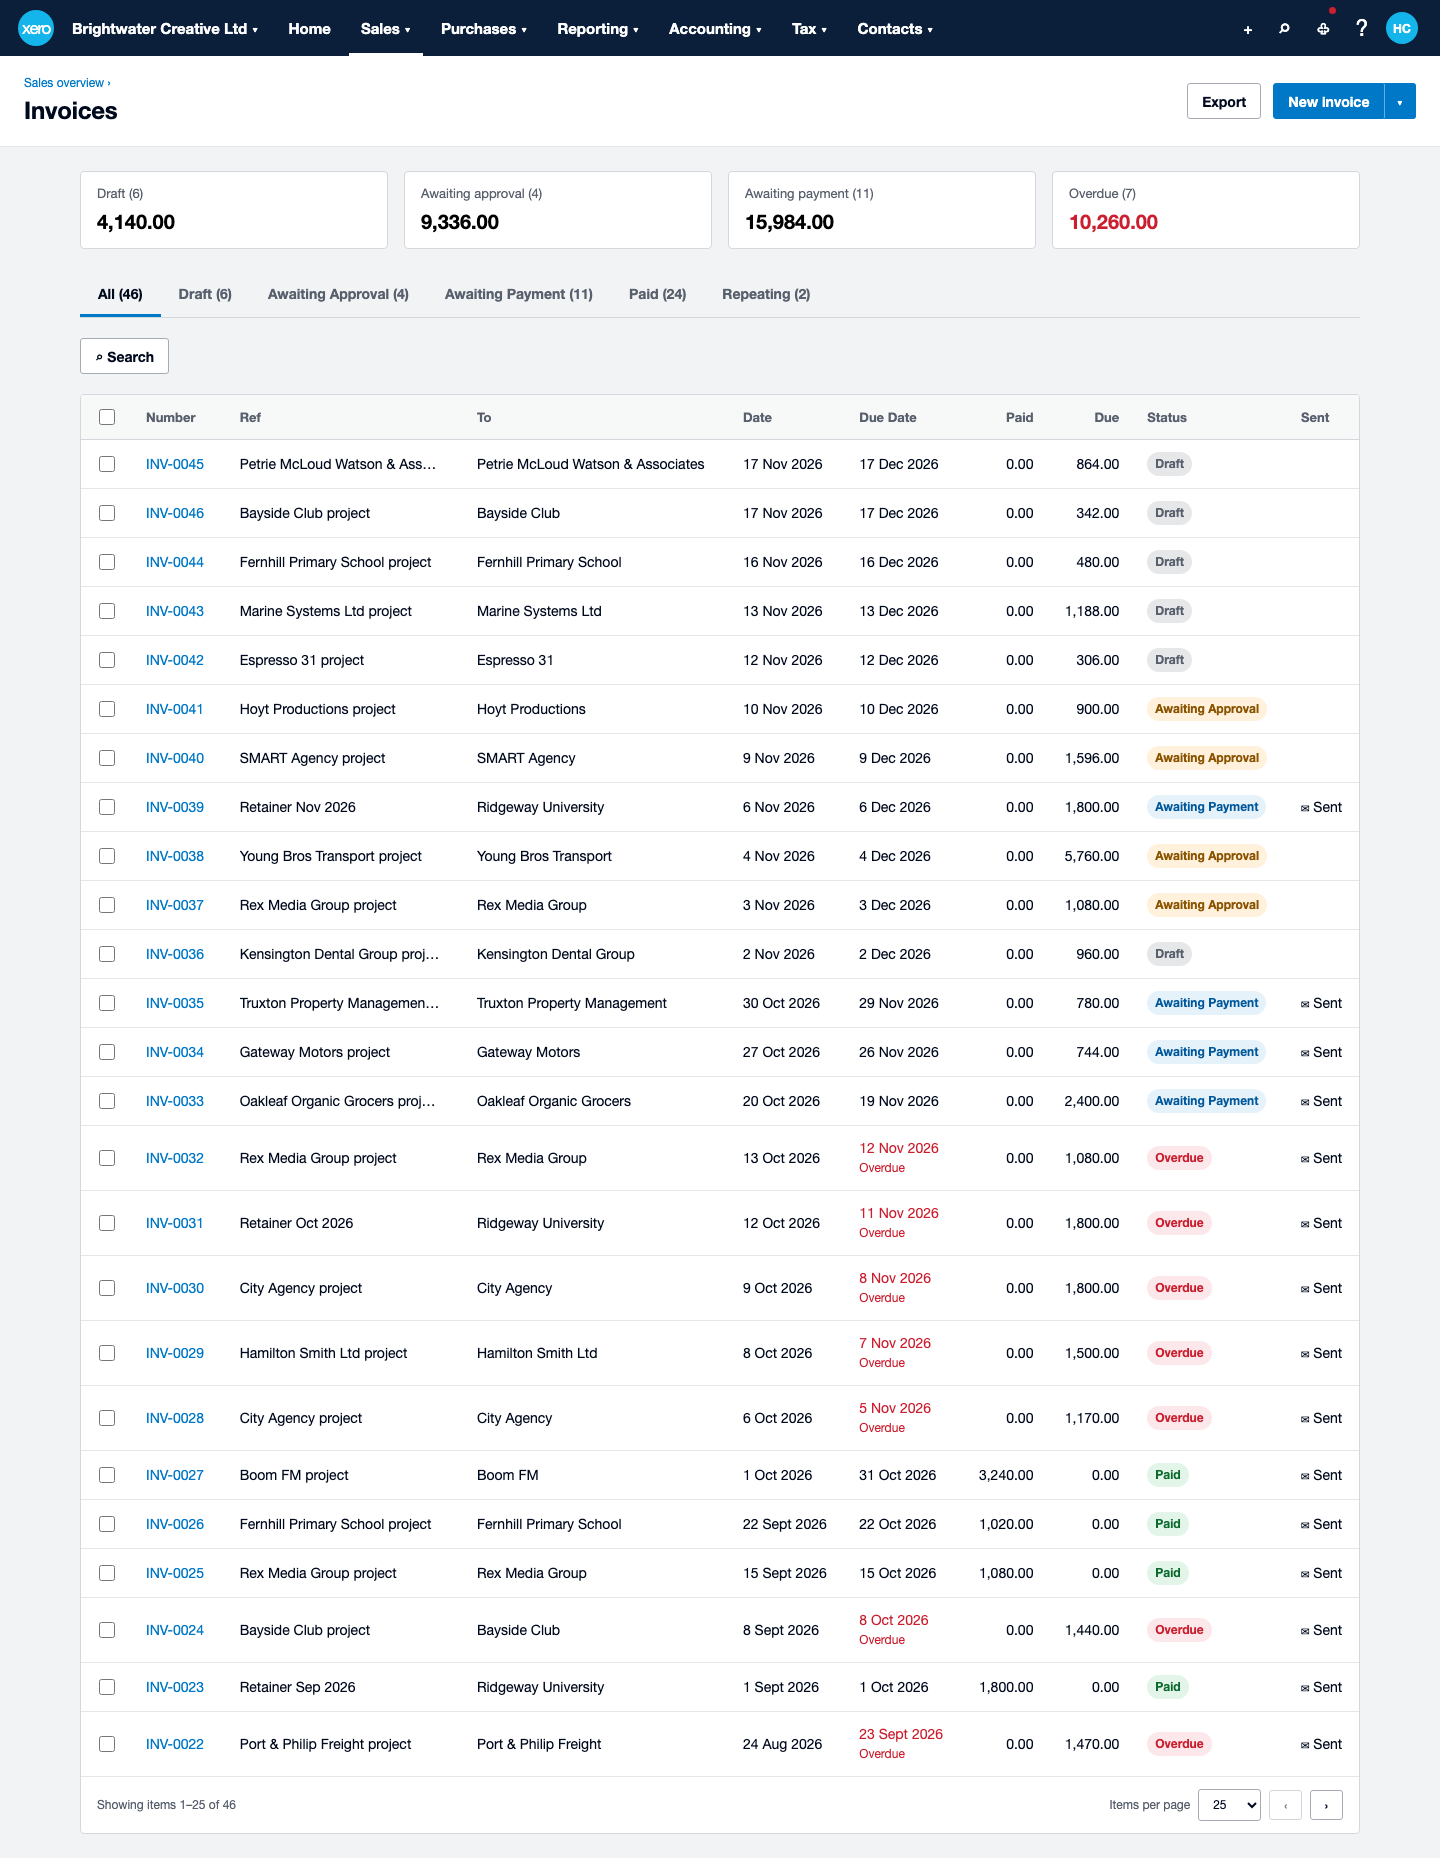 xero Brightwater Creative Ltd ▾ Home Sales ▾ Purchases ▾ Reporting ▾ Accounting ▾ Tax ▾ Contacts ▾ + ? HC
Sales overview ›
Invoices
Export New invoice ▾
Draft (6) Awaiting approval (4) Awaiting payment (11) Overdue (7)
4,140.00 9,336.00 15,984.00 10,260.00
All (46) Draft (6) Awaiting Approval (4) Awaiting Payment (11) Paid (24) Repeating (2)
Search
Number Ref To Date Due Date Paid Due Status Sent
INV-0045 Petrie McLoud Watson & Ass… Petrie McLoud Watson & Associates 17 Nov 2026 17 Dec 2026 0.00 864.00 Draft
INV-0046 Bayside Club project Bayside Club 17 Nov 2026 17 Dec 2026 0.00 342.00 Draft
INV-0044 Fernhill Primary School project Fernhill Primary School 16 Nov 2026 16 Dec 2026 0.00 480.00 Draft
INV-0043 Marine Systems Ltd project Marine Systems Ltd 13 Nov 2026 13 Dec 2026 0.00 1,188.00 Draft
INV-0042 Espresso 31 project Espresso 31 12 Nov 2026 12 Dec 2026 0.00 306.00 Draft
INV-0041 Hoyt Productions project Hoyt Productions 10 Nov 2026 10 Dec 2026 0.00 900.00 Awaiting Approval
INV-0040 SMART Agency project SMART Agency 9 Nov 2026 9 Dec 2026 0.00 1,596.00 Awaiting Approval
INV-0039 Retainer Nov 2026 Ridgeway University 6 Nov 2026 6 Dec 2026 0.00 1,800.00 Awaiting Payment ✉ Sent
INV-0038 Young Bros Transport project Young Bros Transport 4 Nov 2026 4 Dec 2026 0.00 5,760.00 Awaiting Approval
INV-0037 Rex Media Group project Rex Media Group 3 Nov 2026 3 Dec 2026 0.00 1,080.00 Awaiting Approval
INV-0036 Kensington Dental Group proj… Kensington Dental Group 2 Nov 2026 2 Dec 2026 0.00 960.00 Draft
INV-0035 Truxton Property Managemen… Truxton Property Management 30 Oct 2026 29 Nov 2026 0.00 780.00 Awaiting Payment ✉ Sent
INV-0034 Gateway Motors project Gateway Motors 27 Oct 2026 26 Nov 2026 0.00 744.00 Awaiting Payment ✉ Sent
INV-0033 Oakleaf Organic Grocers proj… Oakleaf Organic Grocers 20 Oct 2026 19 Nov 2026 0.00 2,400.00 Awaiting Payment ✉ Sent
INV-0032 Rex Media Group project Rex Media Group 13 Oct 2026 12 Nov 2026 0.00 1,080.00 Overdue ✉ Sent
Overdue
INV-0031 Retainer Oct 2026 Ridgeway University 12 Oct 2026 11 Nov 2026 0.00 1,800.00 Overdue ✉ Sent
Overdue
INV-0030 City Agency project City Agency 9 Oct 2026 8 Nov 2026 0.00 1,800.00 Overdue ✉ Sent
Overdue
INV-0029 Hamilton Smith Ltd project Hamilton Smith Ltd 8 Oct 2026 7 Nov 2026 0.00 1,500.00 Overdue ✉ Sent
Overdue
INV-0028 City Agency project City Agency 6 Oct 2026 5 Nov 2026 0.00 1,170.00 Overdue ✉ Sent
Overdue
INV-0027 Boom FM project Boom FM 1 Oct 2026 31 Oct 2026 3,240.00 0.00 Paid ✉ Sent
INV-0026 Fernhill Primary School project Fernhill Primary School 22 Sept 2026 22 Oct 2026 1,020.00 0.00 Paid ✉ Sent
INV-0025 Rex Media Group project Rex Media Group 15 Sept 2026 15 Oct 2026 1,080.00 0.00 Paid ✉ Sent
INV-0024 Bayside Club project Bayside Club 8 Sept 2026 8 Oct 2026 0.00 1,440.00 Overdue ✉ Sent
Overdue
INV-0023 Retainer Sep 2026 Ridgeway University 1 Sept 2026 1 Oct 2026 1,800.00 0.00 Paid ✉ Sent
INV-0022 Port & Philip Freight project Port & Philip Freight 24 Aug 2026 23 Sept 2026 0.00 1,470.00 Overdue ✉ Sent
Overdue
Showing items 1–25 of 46 Items per page 25 ‹ ›